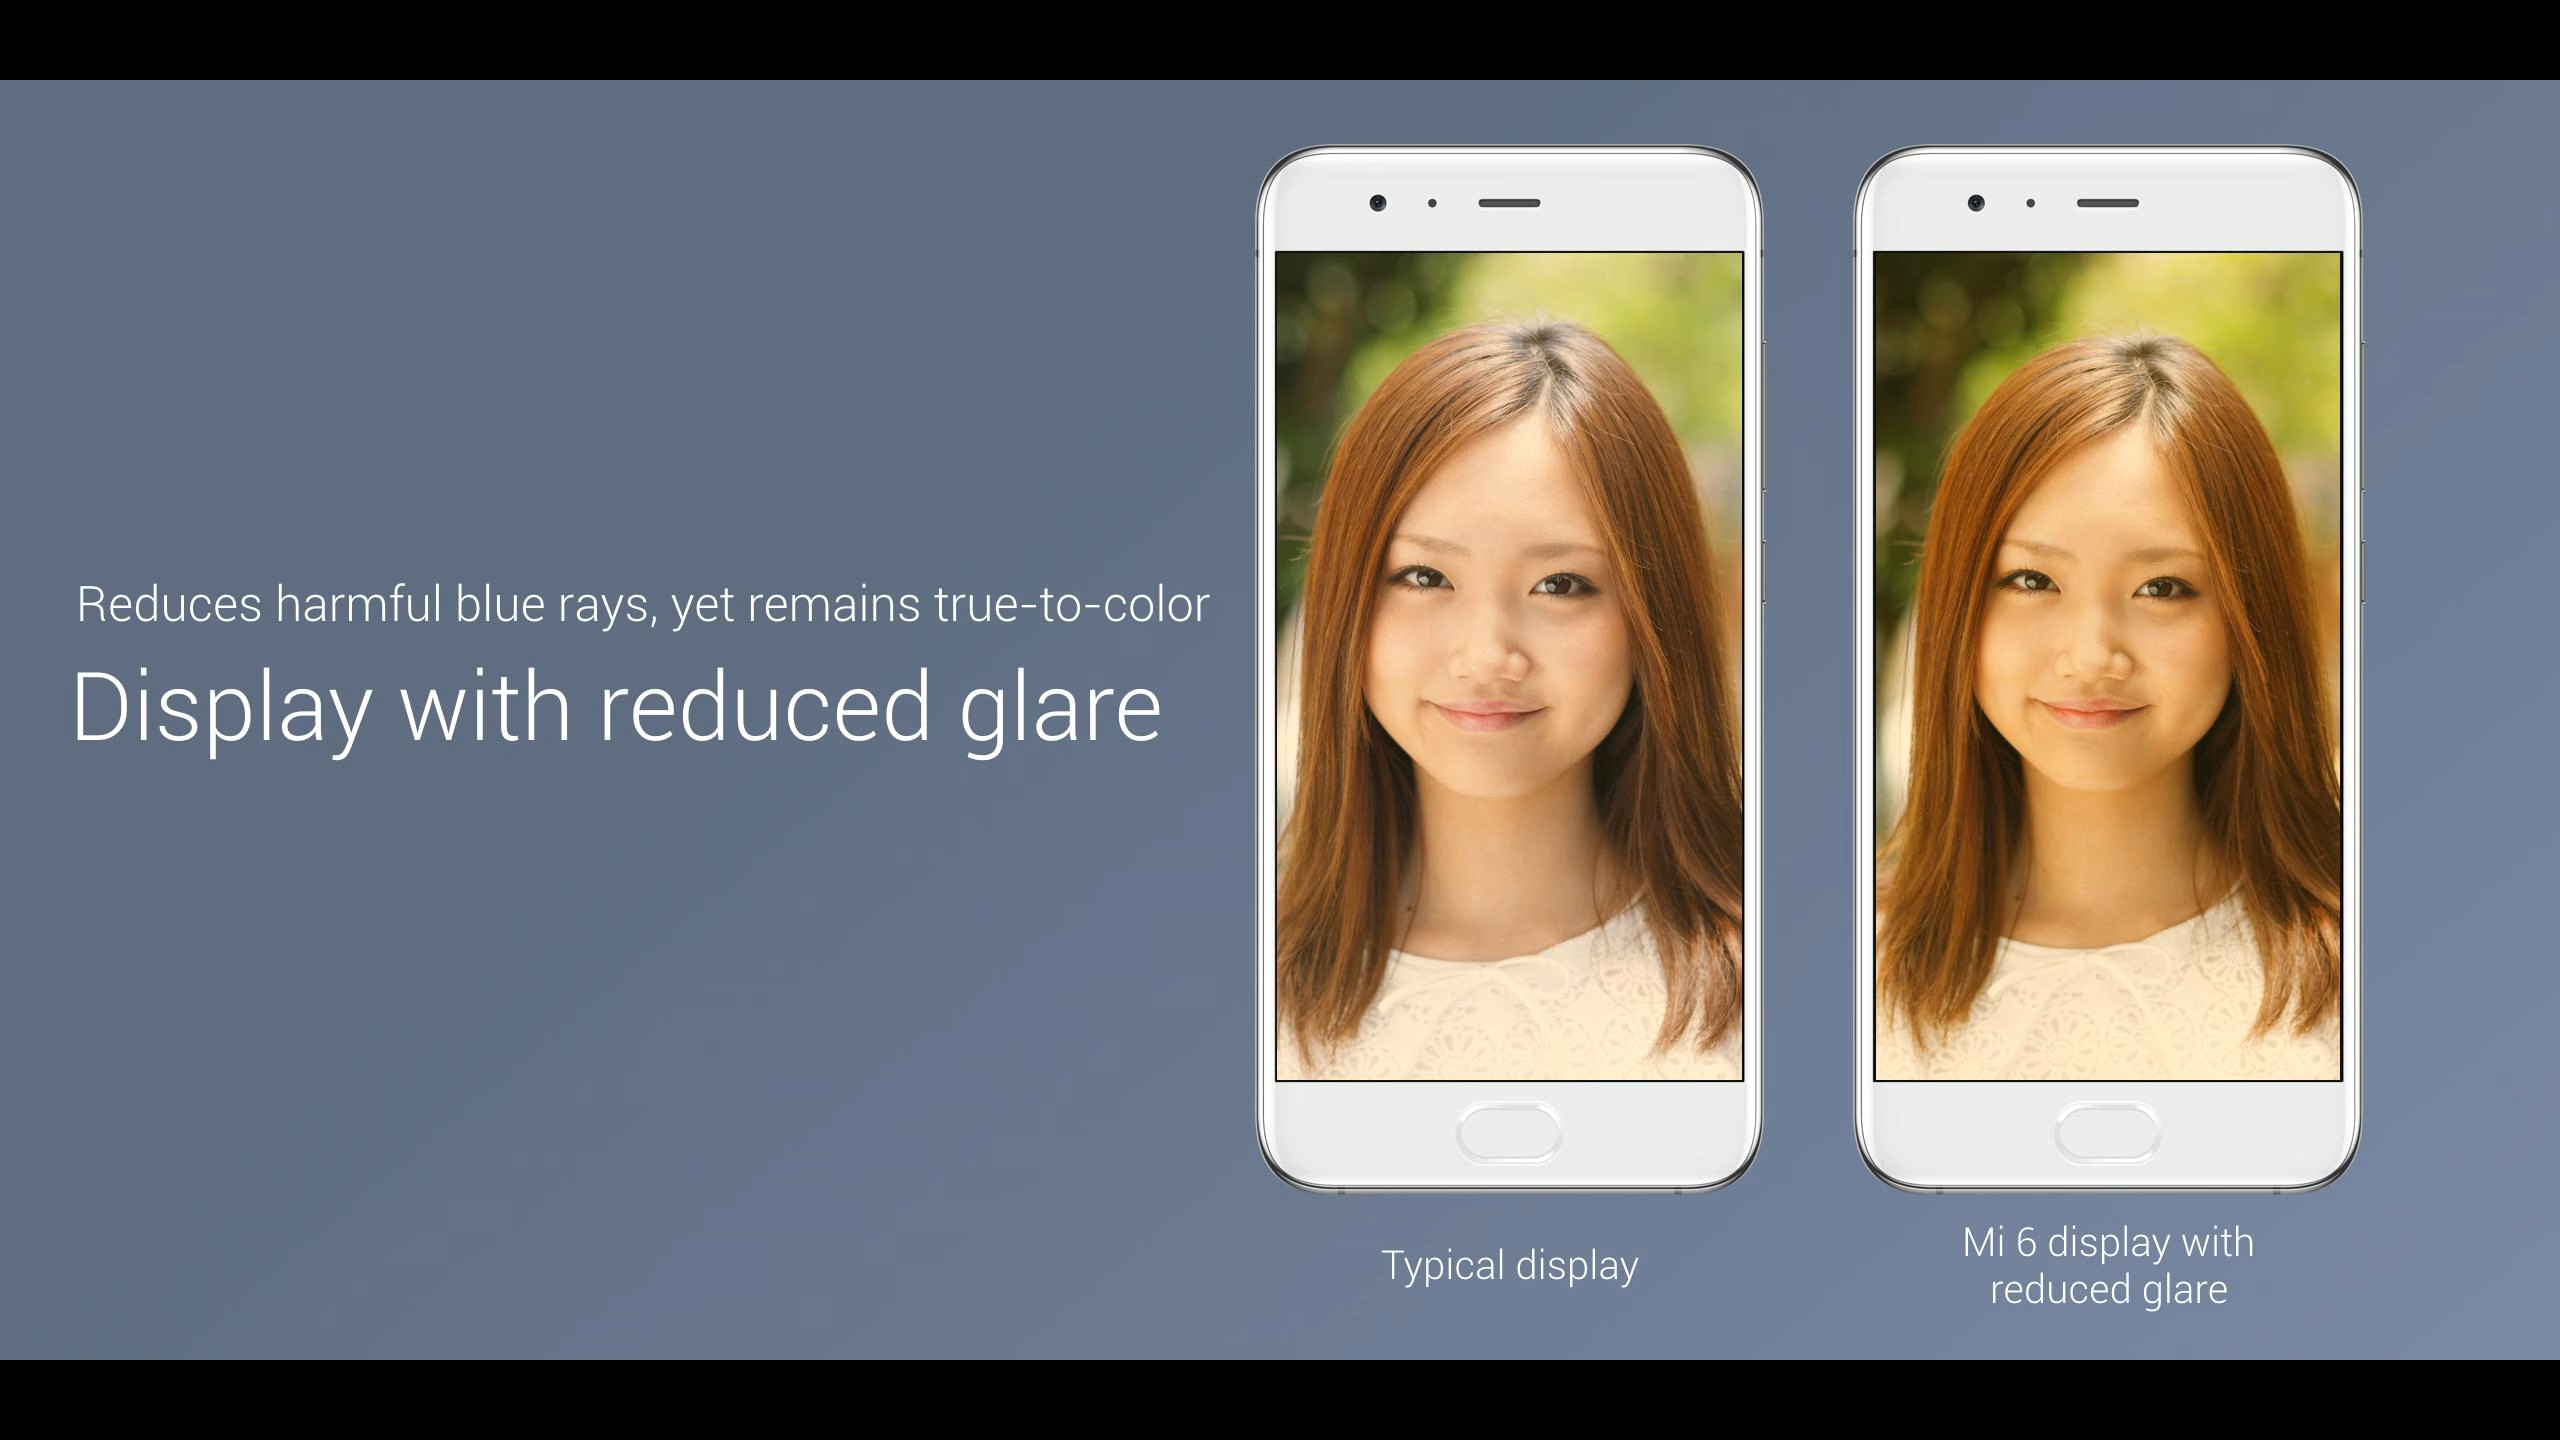 Reduces harmful blue rays, yet remains true-to-color
Display with reduced glare
Typical display
Mi 6 display with
reduced glare